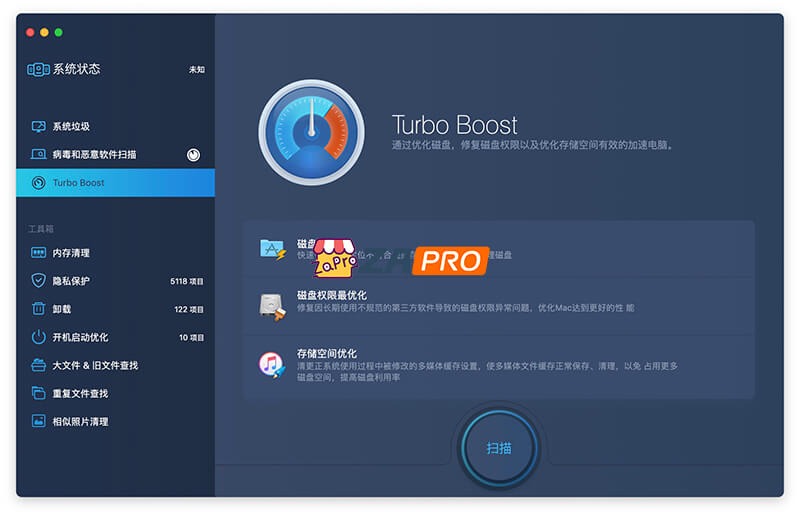 系统状态
未知
系统垃圾
病毒和恶意软件扫描
Turbo Boost
工具箱
内存清理
隐私保护
5118 项目
卸载
122 项目
开机启动优化
10 项目
大文件 & 旧文件查找
重复文件查找
相似照片清理
Turbo Boost
通过优化磁盘，修复磁盘权限以及优化存储空间有效的加速电脑。
磁盘
快速
位不
合
理磁盘
ZaPro
PRO
磁盘权限最优化
修复因长期使用不规范的第三方软件导致的磁盘权限异常问题，优化Mac达到更好的性 能
存储空间优化
清更正系统使用过程中被修改的多媒体缓存设置，使多媒体文件缓存正常保存、清理，以免 占用更多
磁盘空间，提高磁盘利用率
扫描